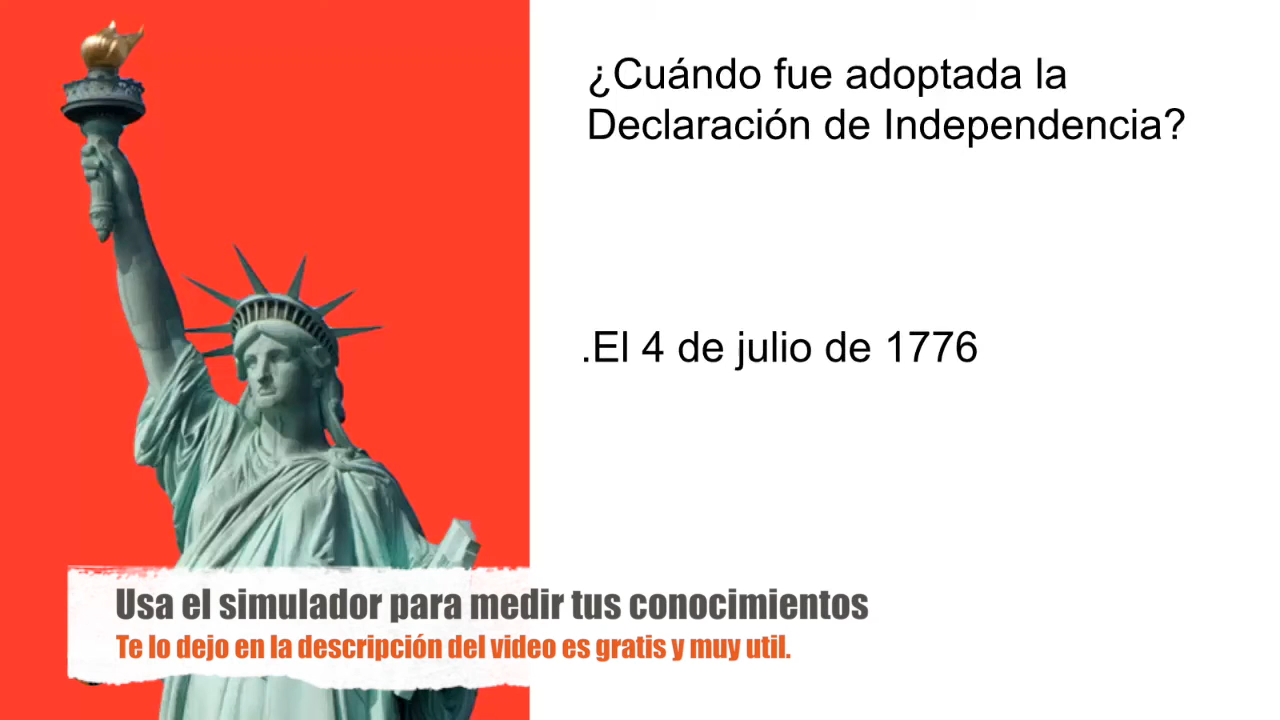 ¿Cuándo fue adoptada la
Declaración de Independencia?
.El 4 de julio de 1776
Usa el simulador para medir tus conocimientos
Te lo dejo en la descripción del video es gratis y muy util.